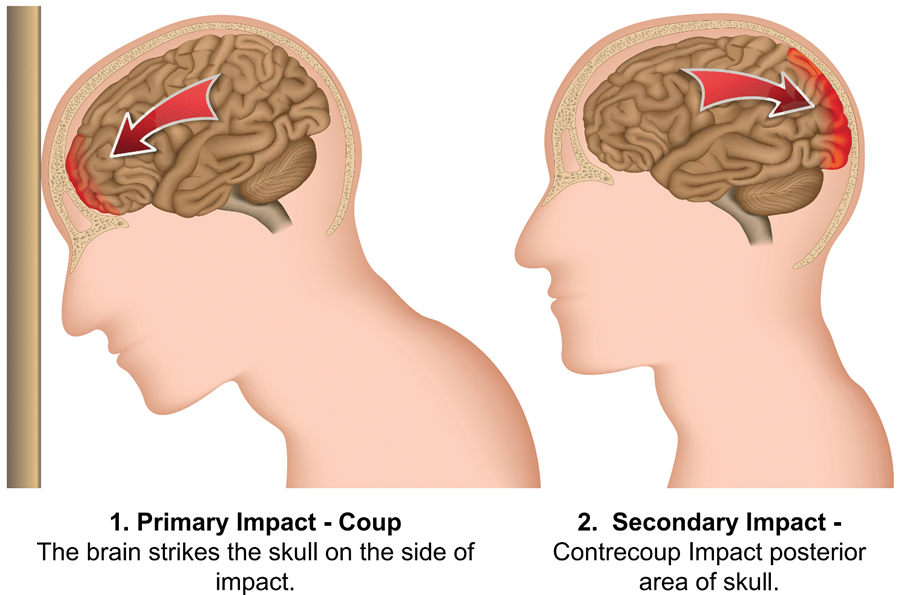 1. Primary Impact - Coup
The brain strikes the skull on the side of
impact.
2. Secondary Impact -
Contrecoup Impact posterior
area of skull.